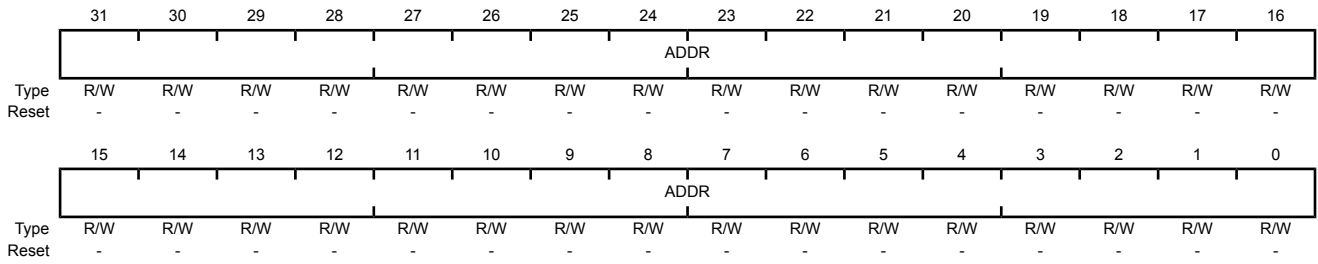 31 30 29 28 27 26 25 24 23 22 21 20 19 18 17 16
ADDR
Type R/W R/W R/W R/W R/W R/W R/W R/W R/W R/W R/W R/W R/W R/W R/W R/W
Reset - - - - - - - - - - - - - - - -
15 14 13 12 11 10 9 8 7 6 5 4 3 2 1 0
ADDR
Type R/W R/W R/W R/W R/W R/W R/W R/W R/W R/W R/W R/W R/W R/W R/W R/W
Reset - - - - - - - - - - - - - - - -